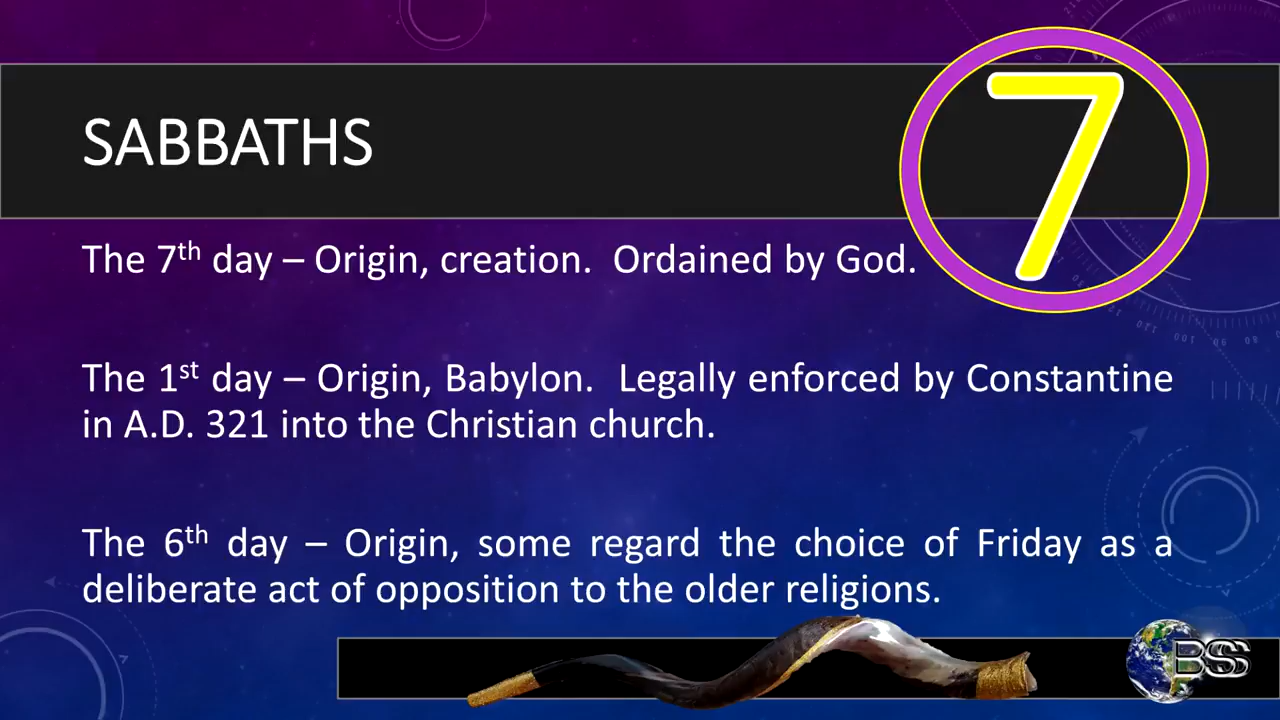 7
SABBATHS
The 7th day – Origin, creation. Ordained by God.
The 1st day – Origin, Babylon. Legally enforced by Constantine
in A.D. 321 into the Christian church.
The 6th day – Origin, some regard the choice of Friday as a
deliberate act of opposition to the older religions.
BSS